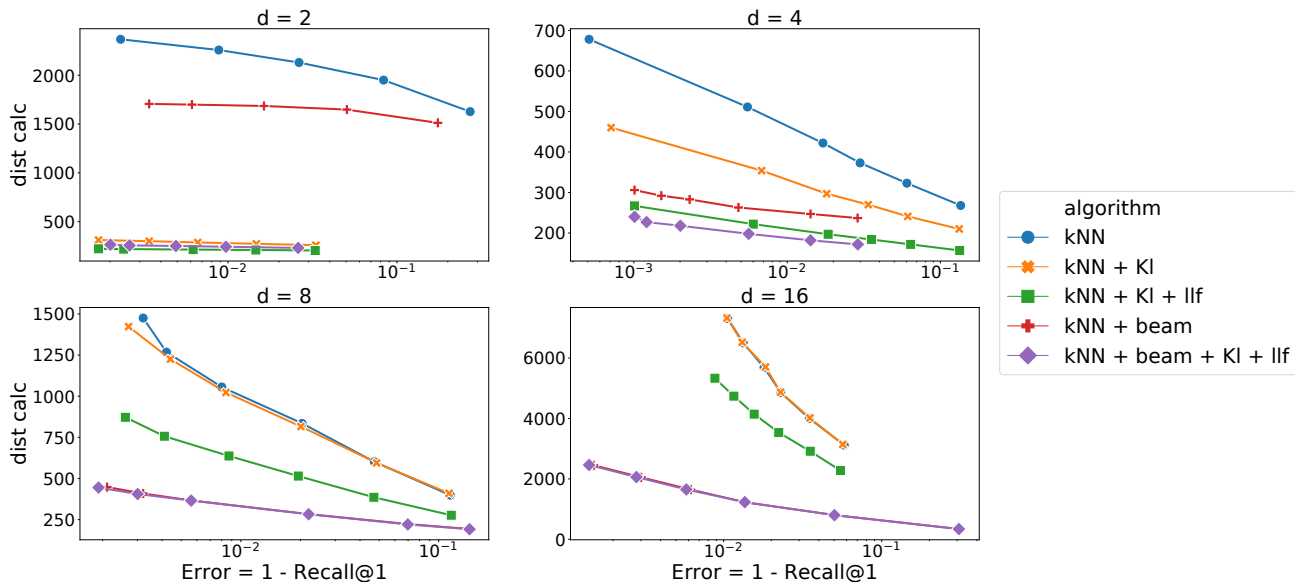 d = 2
d = 4
dist calc
2000
1500
1000
500
10⁻²
10⁻¹
700
600
500
400
300
200
10⁻³
10⁻²
10⁻¹
algorithm
kNN
kNN + Kl
kNN + Kl + llf
kNN + beam
kNN + beam + Kl + llf
d = 8
d = 16
dist calc
1500
1250
1000
750
500
250
10⁻²
10⁻¹
Error = 1 - Recall@1
6000
4000
2000
0
10⁻²
10⁻¹
Error = 1 - Recall@1